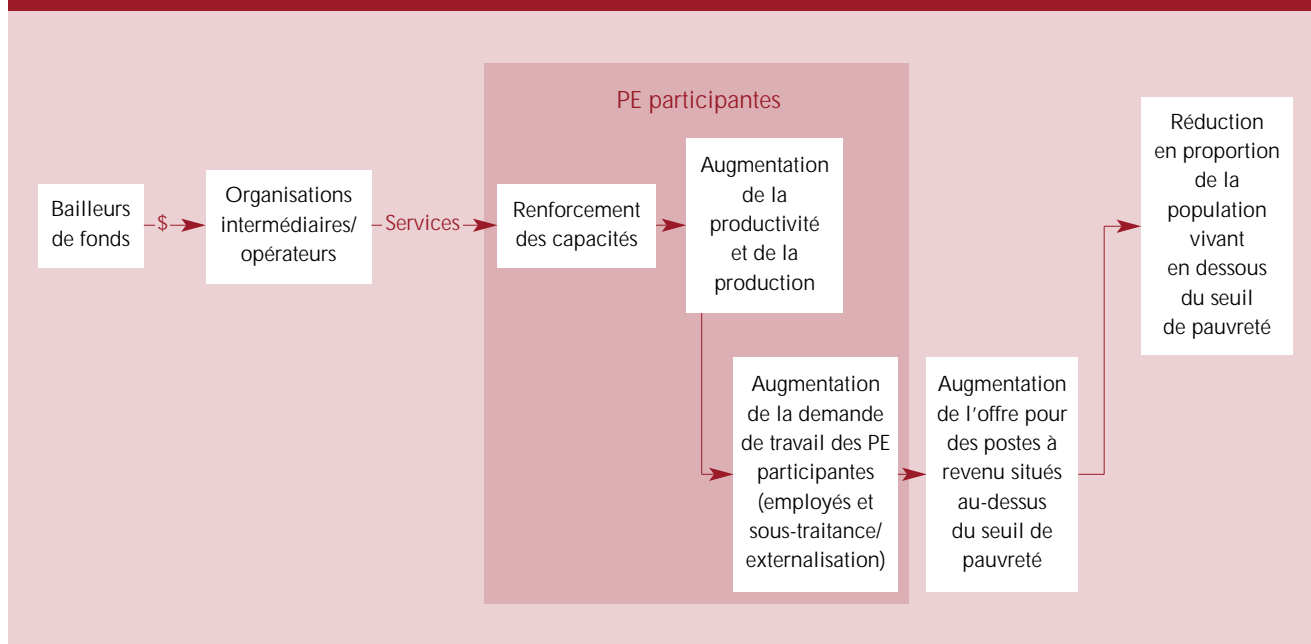 PE participantes
Bailleurs
de fonds
$
Organisations
intermédiaires/
opérateurs
Services
Renforcement
des capacités
Augmentation
de la
productivité
et de la
production
Augmentation
de la demande
de travail des PE
participantes
(employés et
sous-traitance/
externalisation)
Augmentation
de l'offre pour
des postes à
revenu situés
au-dessus
du seuil de
pauvreté
Réduction
en proportion
de la
population
vivant
en dessous
du seuil
de pauvreté